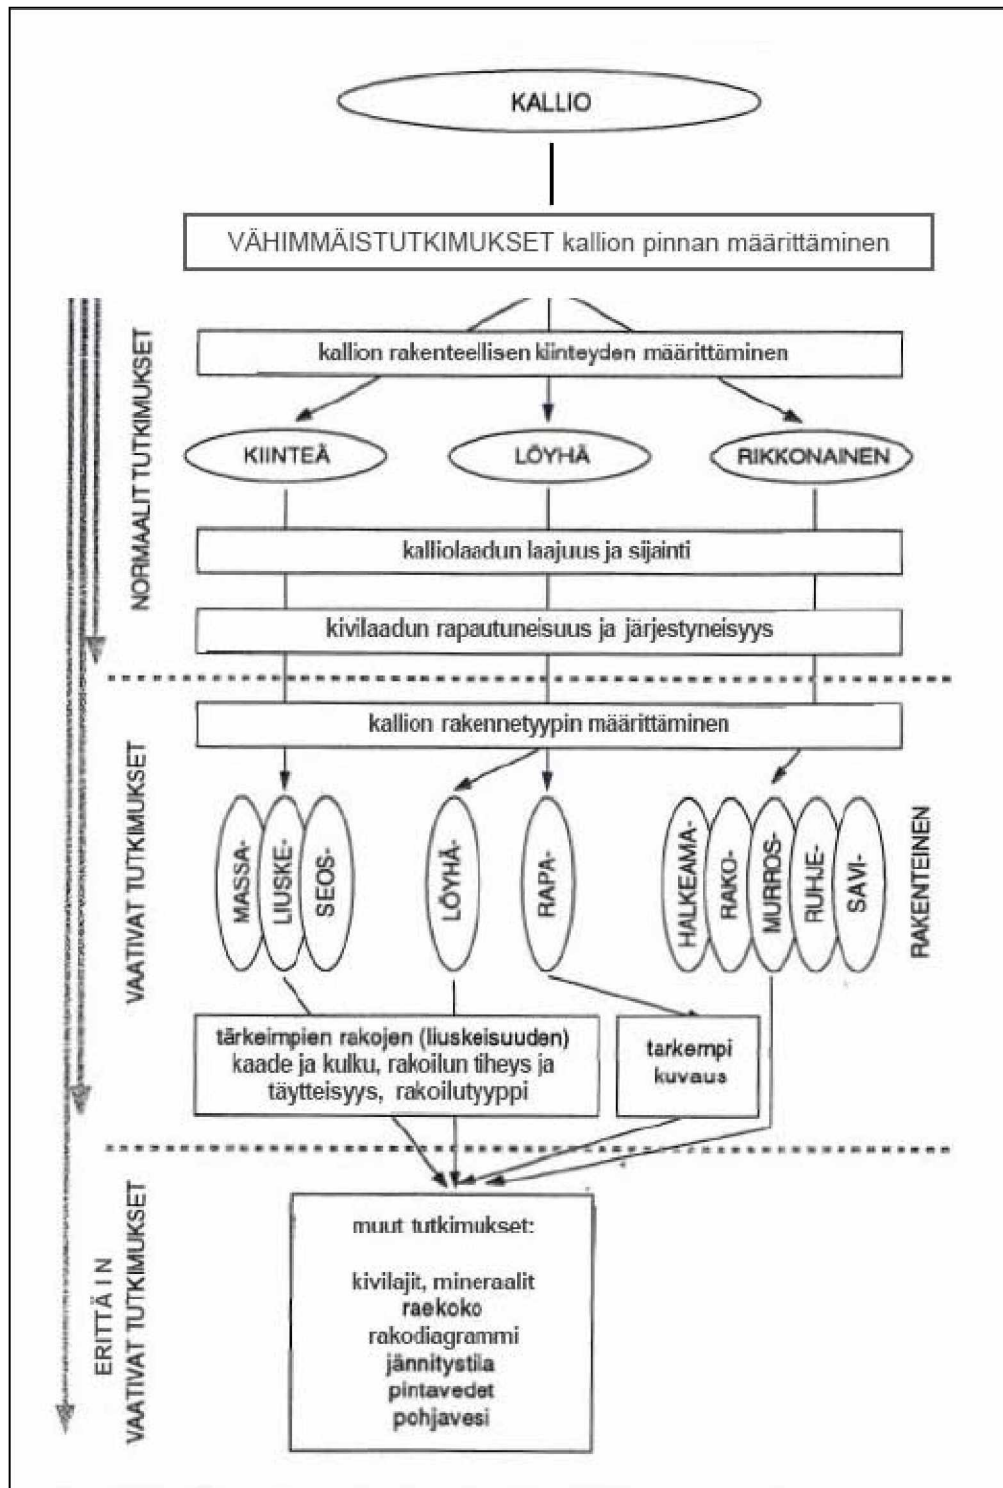 KALLIO
VÄHIMMÄISTUTKIMUKSET kallion pinnan määrittäminen
NORMAALIT TUTKIMUKSET
kallion rakenteellisen kiinteyden määrittäminen
KIINTEÄ
LÖYHÄ
RIKKONAINEN
kalliolaadun laajuus ja sijainti
kivilaadun rapautuneisuus ja järjestyneisyys
VAATIVAT TUTKIMUKSET
kallion rakennetyypin määrittäminen
MASSA-
LIUSKE-
SEOS-
LÖYHÄ-
RAPA-
HALKEAMA-
RAKO-
MURROS-
RUHJE-
SAVI-
RAKENTEINEN
tärkeimpien rakojen (liuskeisuuden)
kaade ja kulku, rakoilun tiheys ja
täytteisyys, rakoilutyyppi
tarkempi
kuvaus
ERITTÄIN
VAATIVAT TUTKIMUKSET
muut tutkimukset:
kivilajit, mineraalit
raekoko
rakodiagrammi
jännitystila
pintavedet
pohjavesi